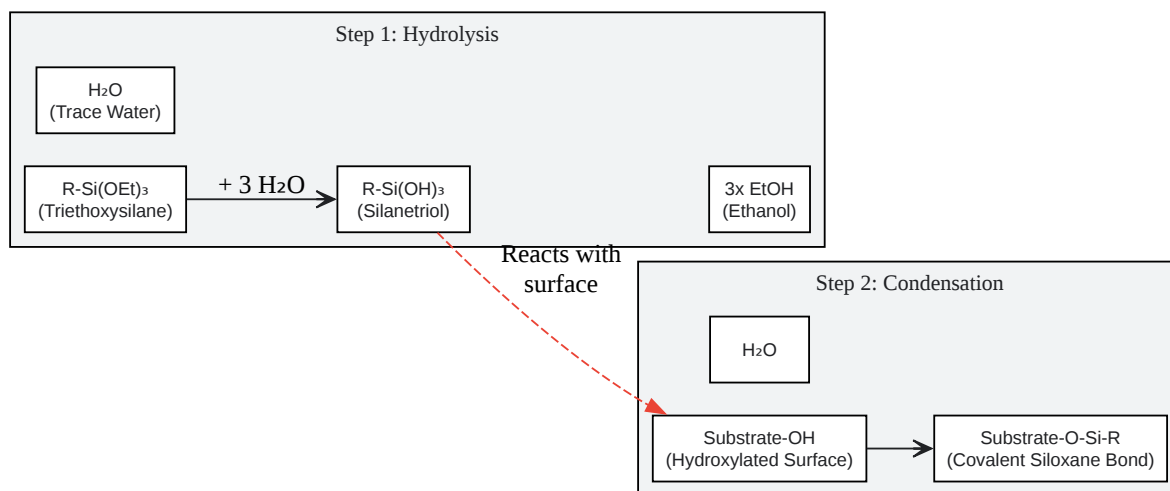 Step 1: Hydrolysis
H₂O
(Trace Water)
R-Si(OEt)₃
(Triethoxysilane)
+ 3 H₂O
R-Si(OH)₃
(Silanetriol)
3x EtOH
(Ethanol)
Reacts with
surface
Step 2: Condensation
H₂O
Substrate-OH
(Hydroxylated Surface)
Substrate-O-Si-R
(Covalent Siloxane Bond)